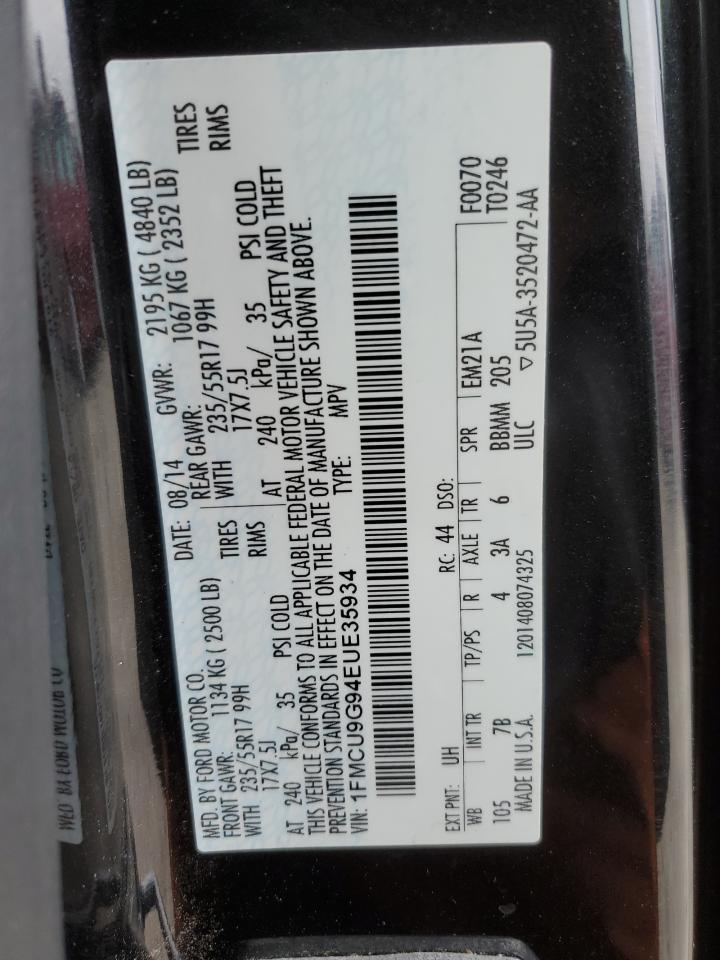 MFD. BY FORD MOTOR CO.
DATE: 08/14 GVWR: 2195 KG ( 4840 LB)
FRONT GAWR: 1134 KG ( 2500 LB) REAR GAWR: 1067 KG ( 2352 LB)
WITH 235/55R17 99H TIRES WITH 235/55R17 99H TIRES
17X7.5J RIMS 17X7.5J RIMS
AT 240 kPa/ 35 PSI COLD AT 240 kPa/ 35 PSI COLD
THIS VEHICLE CONFORMS TO ALL APPLICABLE FEDERAL MOTOR VEHICLE SAFETY AND THEFT
PREVENTION STANDARDS IN EFFECT ON THE DATE OF MANUFACTURE SHOWN ABOVE.
VIN: 1FMCU9G94EUE35934 TYPE: MPV
EXT PNT: UH RC: 44 DSO: F0070
WB INT TR TP/PS R AXLE TR SPR EM21A T0246
105 7B 4 3A 6 BBMM 205
MADE IN U.S.A. 1201408074325 ULC ▽5U5A-3520472-AA